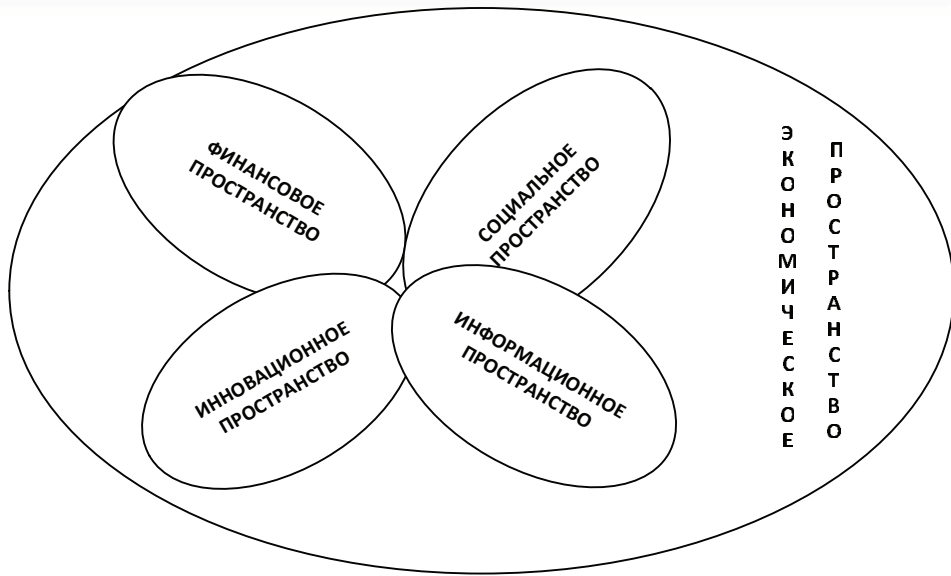 ФИНАНСОВОЕ
ПРОСТРАНСТВО
СОЦИАЛЬНОЕ
ПРОСТРАНСТВО
ИННОВАЦИОННОЕ
ПРОСТРАНСТВО
ИНФОРМАЦИОННОЕ
ПРОСТРАНСТВО
ЭКОНОМИЧЕСКОЕ
ПРОСТРАНСТВО